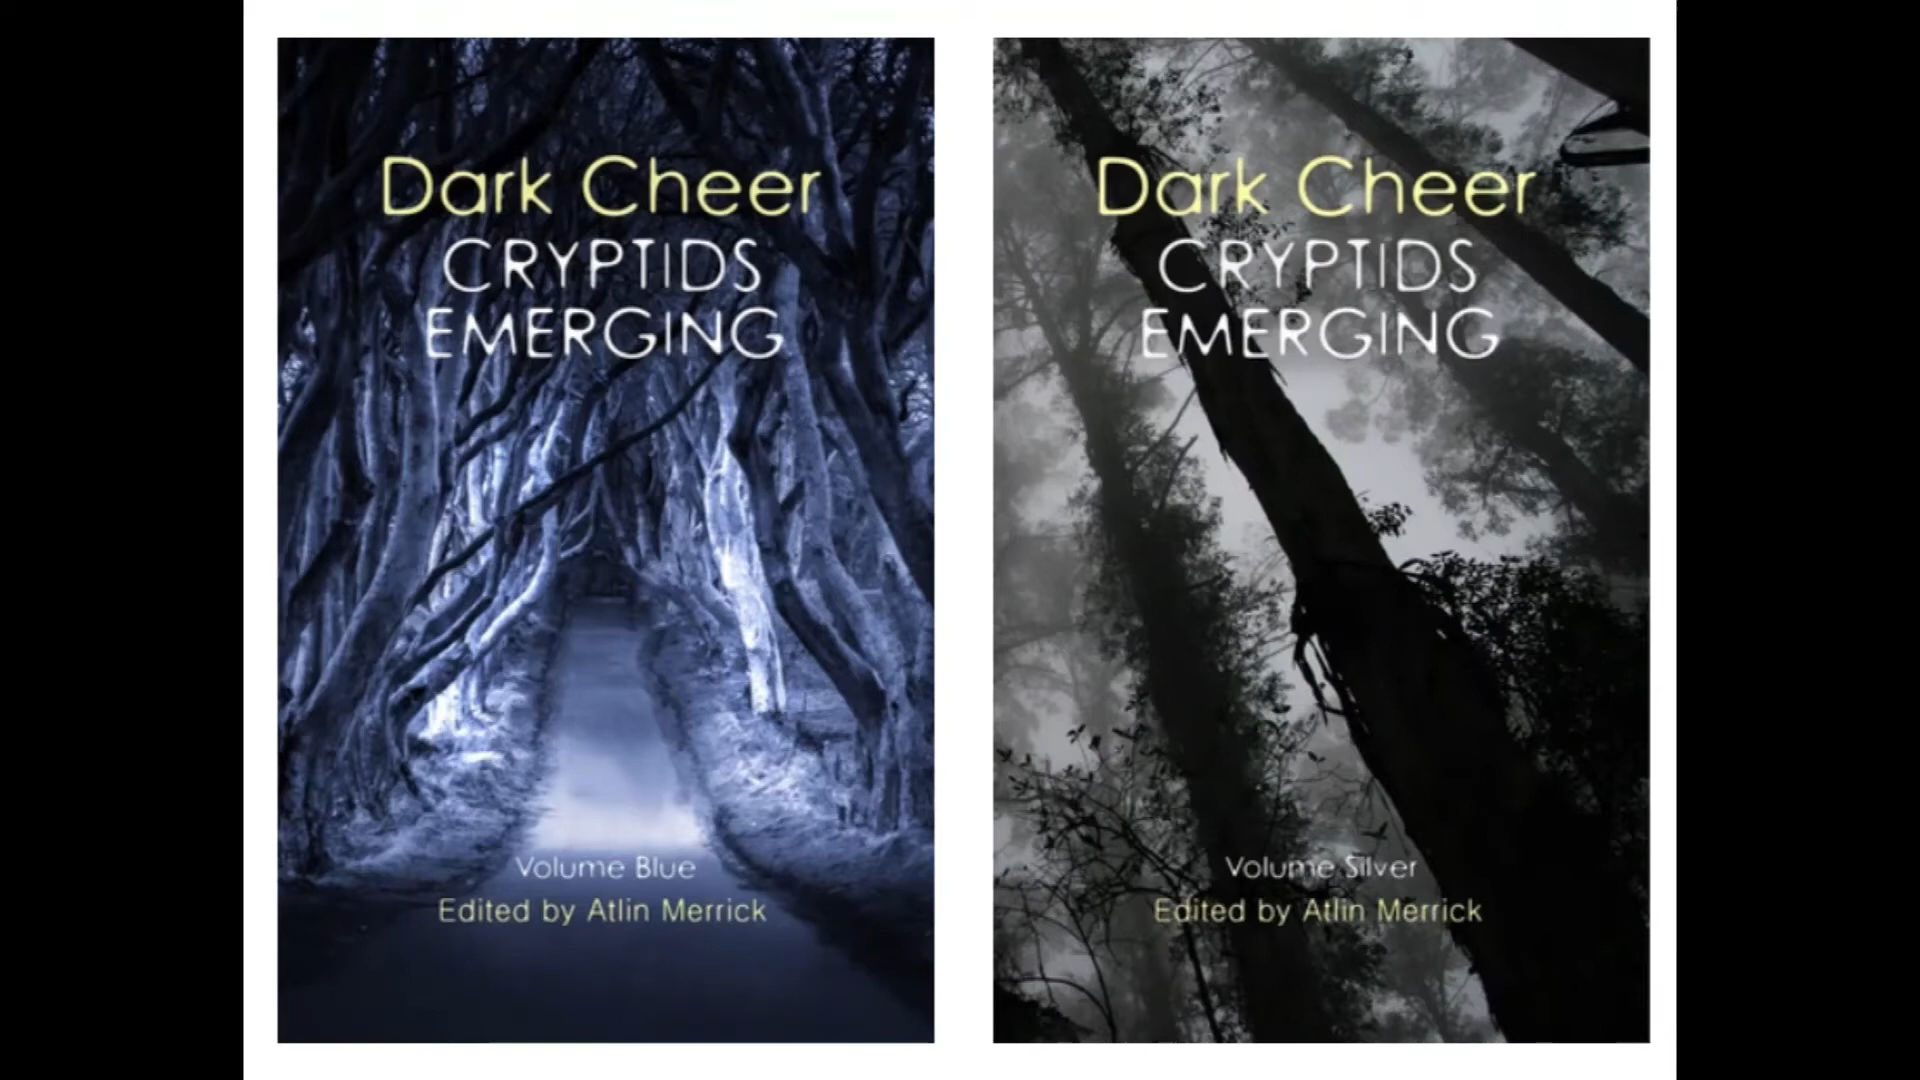 Dark Cheer
CRYPTIDS
EMERGING
Volume Blue
Edited by Atlin Merrick
Dark Cheer
CRYPTIDS
EMERGING
Volume Silver
Edited by Atlin Merrick